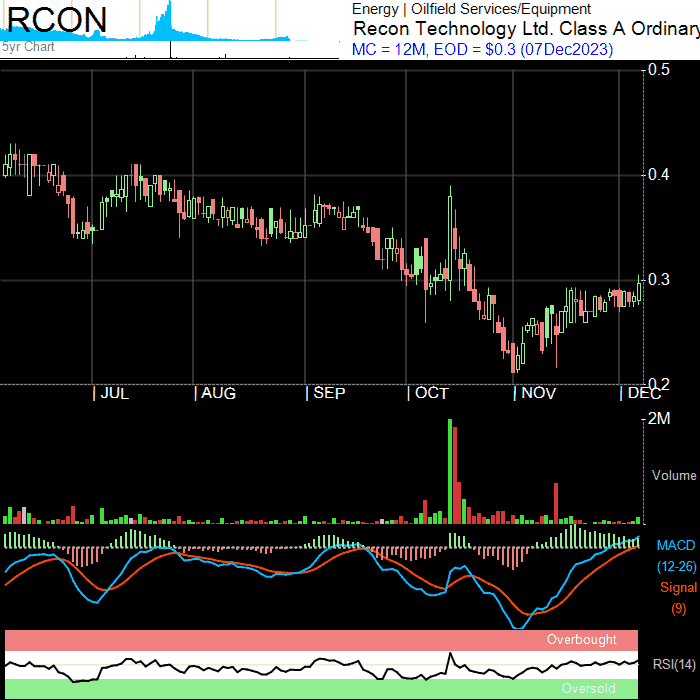 RCON
5yr Chart
Energy | Oilfield Services/Equipment
Recon Technology Ltd. Class A Ordinary
MC = 12M, EOD = $0.3 (07Dec2023)
0.5
0.4
0.3
0.2
JUL AUG SEP OCT NOV DEC
2M
Volume
MACD
(12-26)
Signal
(9)
Overbought
RSI(14)
Oversold